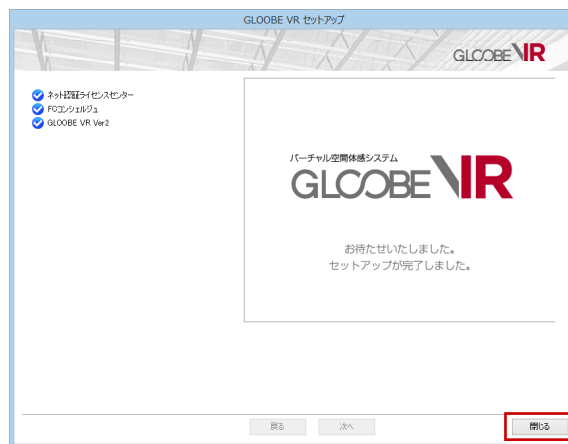 GLOOBE VR セットアップ
GLOOBE VR
ネット認証ライセンスセンター
FCコンシェルジュ
GLOOBE VR Ver2
バーチャル空間体感システム
GLOOBE VR
お待たせいたしました。
セットアップが完了しました。
戻る
次へ
閉じる